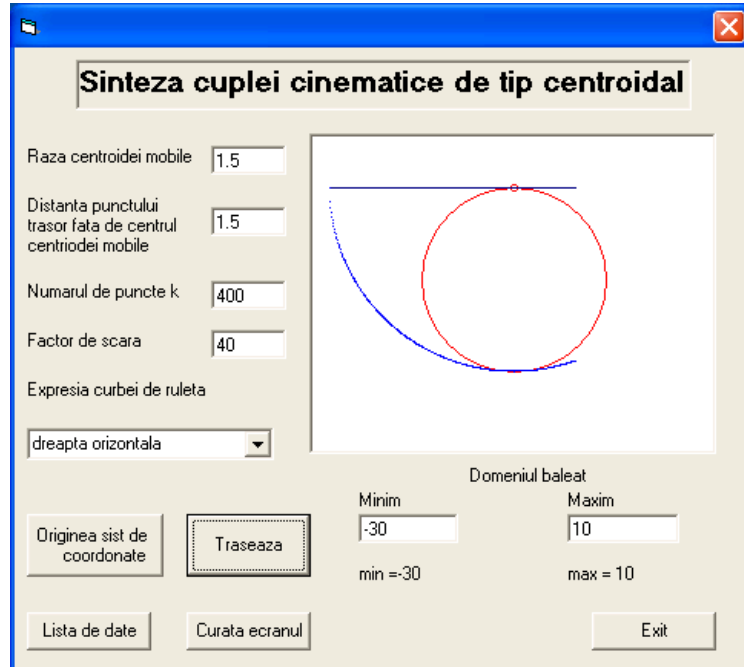 Sinteza cuplei cinematice de tip centroidal
Raza centroidei mobile
1.5
Distanta punctului
trasor fata de centrul
centriodei mobile
1.5
Numarul de puncte k
400
Factor de scara
40
Expresia curbei de ruleta
dreapta orizontala
Domeniul baleat
Minim
Maxim
-30
10
min =-30
max = 10
Originea sist de
coordonate
Traseaza
Lista de date
Curata ecranul
Exit